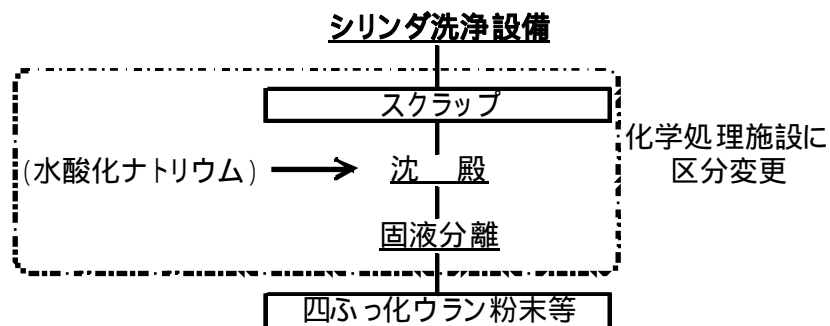 シリンダ洗浄設備
スクラップ
(水酸化ナトリウム)
沈　殿
固液分離
四ふっ化ウラン粉末等
化学処理施設に
区分変更